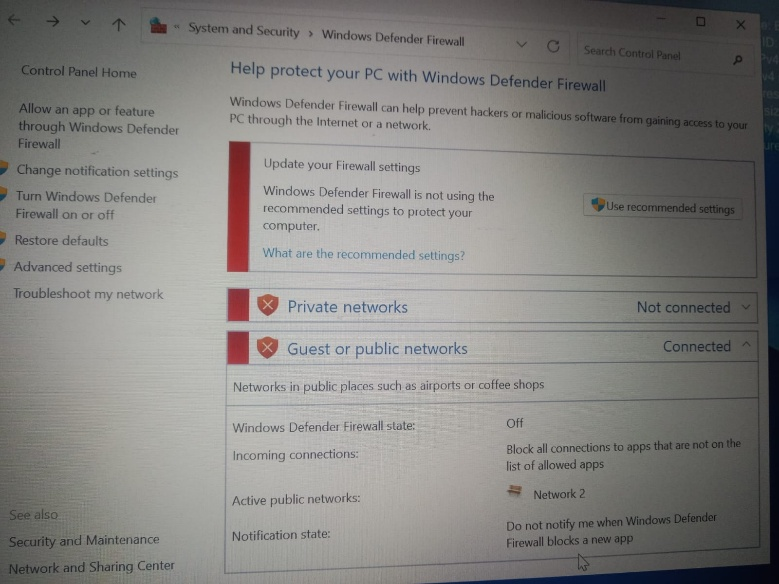 « System and Security › Windows Defender Firewall
Search Control Panel
Control Panel Home
Allow an app or feature
through Windows Defender
Firewall
Change notification settings
Turn Windows Defender
Firewall on or off
Restore defaults
Advanced settings
Troubleshoot my network
See also
Security and Maintenance
Network and Sharing Center
Help protect your PC with Windows Defender Firewall
Windows Defender Firewall can help prevent hackers or malicious software from gaining access to your
PC through the Internet or a network.
Update your Firewall settings
Windows Defender Firewall is not using the
recommended settings to protect your
computer.
What are the recommended settings?
Use recommended settings
Private networks Not connected
Guest or public networks Connected
Networks in public places such as airports or coffee shops
Windows Defender Firewall state: Off
Incoming connections: Block all connections to apps that are not on the
list of allowed apps
Active public networks: Network 2
Notification state: Do not notify me when Windows Defender
Firewall blocks a new app